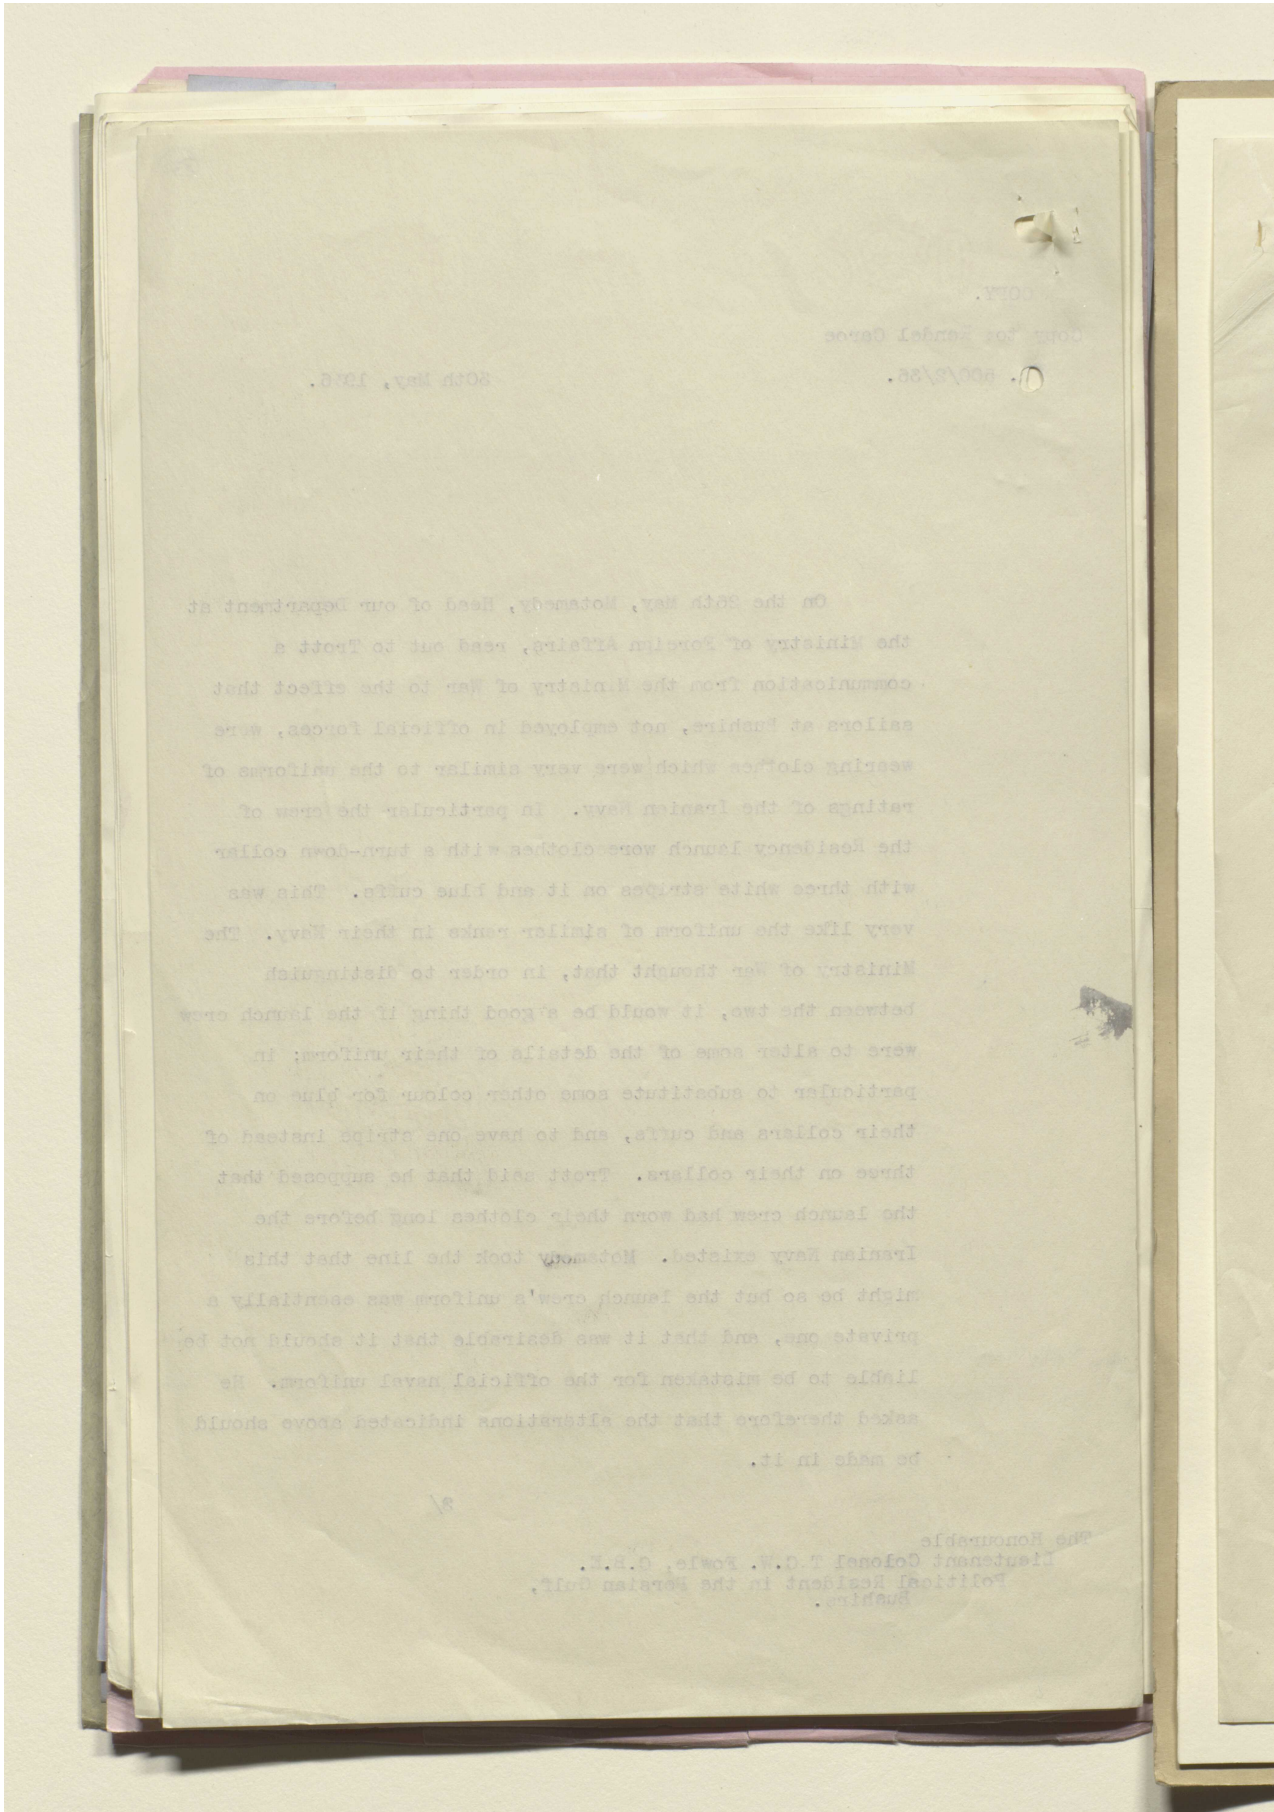 COPY.
Copy to: Rendel Caroe
No. 500/2/36.
30th May, 1936.
On the 26th May, Motamedy, Head of our Department at
the Ministry of Foreign Affairs, read out to Trott a
communication from the Ministry of War to the effect that
sailors at Bushire, not employed in official forces, were
wearing clothes which were very similar to the uniforms of
ratings of the Iranian Navy. In particular the crew of
the Residency launch wore clothes with a turn-down collar
with three white stripes on it and blue cuffs. This was
very like the uniform of similar ranks in their Navy. The
Ministry of War thought that, in order to distinguish
between the two, it would be a good thing if the launch crew
were to alter some of the details of their uniform; in
particular to substitute some other colour for blue on
their collars and cuffs, and to have one stripe instead of
three on their collars. Trott said that he supposed that
the launch crew had worn their clothes long before the
Iranian Navy existed. Motamedy took the line that this
might be so but the launch crew's uniform was esentially a
private one, and that it was desirable that it should not be
liable to be mistaken for the official naval uniform. He
asked therefore that the alterations indicated above should
be made in it.
2/
The Honourable
Lieutenant Colonel T.C.W. Fowle, C.B.E.
Political Resident in the Persian Gulf,
Bushire.